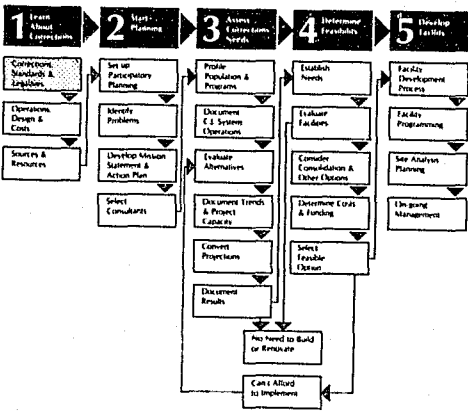 1 Learn
About
Corrections
2 Start-
Planning
3 Assess
Corrections
Needs
4 Determine
Feasibility
5 Develop
Facility
Corrections,
Standards &
Legalities
Operations,
Design &
Costs
Sources &
Resources
Set up
Participatory
Planning
Identify
Problems
Develop Mission
Statement &
Action Plan
Select
Consultants
Profile
Population &
Programs
Document
C.J. System
Operations
Evaluate
Alternatives
Document Trends
& Project
Capacity
Convert
Projections
Document
Results
Establish
Needs
Evaluate
Facilities
Consider
Consolidation &
Other Options
Determine Costs
& Funding
Select
Feasible
Option
No Need to Build
or Renovate
Can't Afford
to Implement
Facility
Development
Process
Facility
Programming
Site Analysis
Planning
On-going
Management